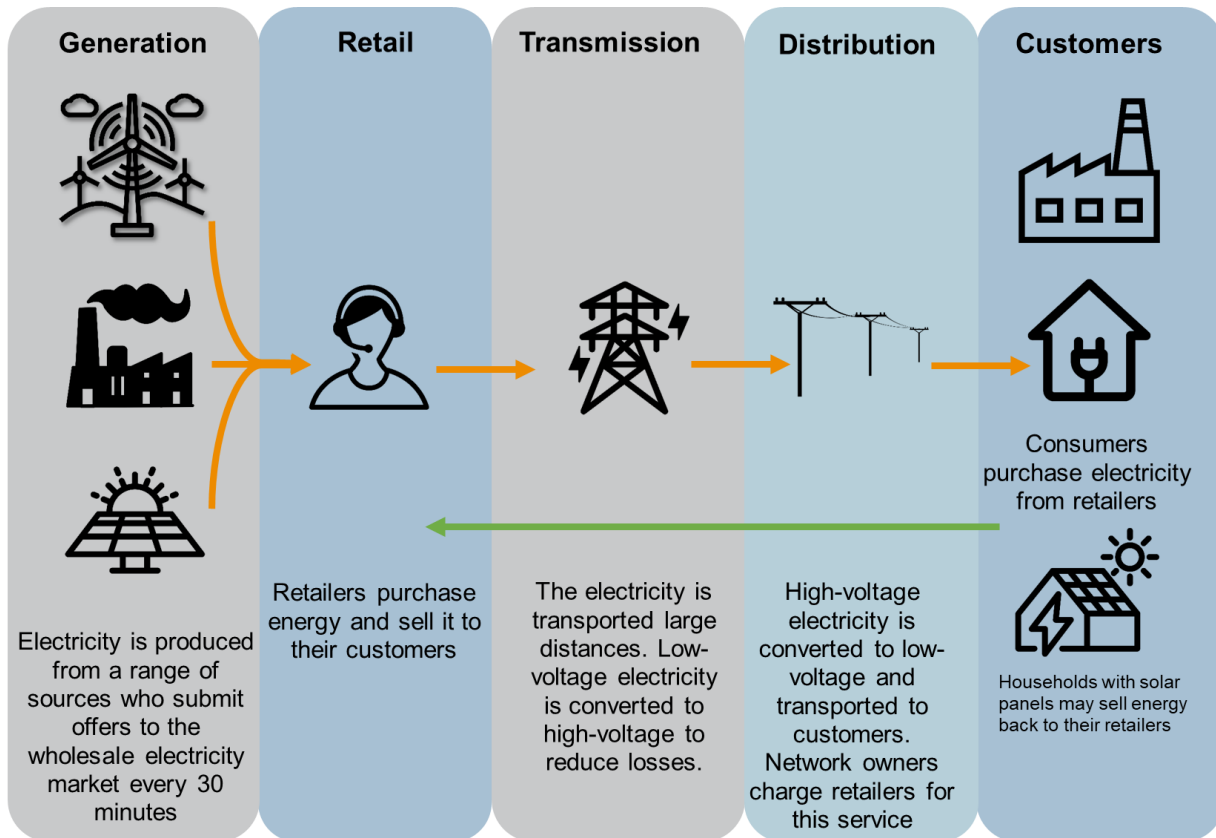 Generation
Retail
Transmission
Distribution
Customers
Electricity is produced
from a range of
sources who submit
offers to the
wholesale electricity
market every 30
minutes
Retailers purchase
energy and sell it to
their customers
The electricity is
transported large
distances. Low-
voltage electricity
is converted to
high-voltage to
reduce losses.
High-voltage
electricity is
converted to low-
voltage and
transported to
customers.
Network owners
charge retailers for
this service
Consumers
purchase electricity
from retailers
Households with solar
panels may sell energy
back to their retailers